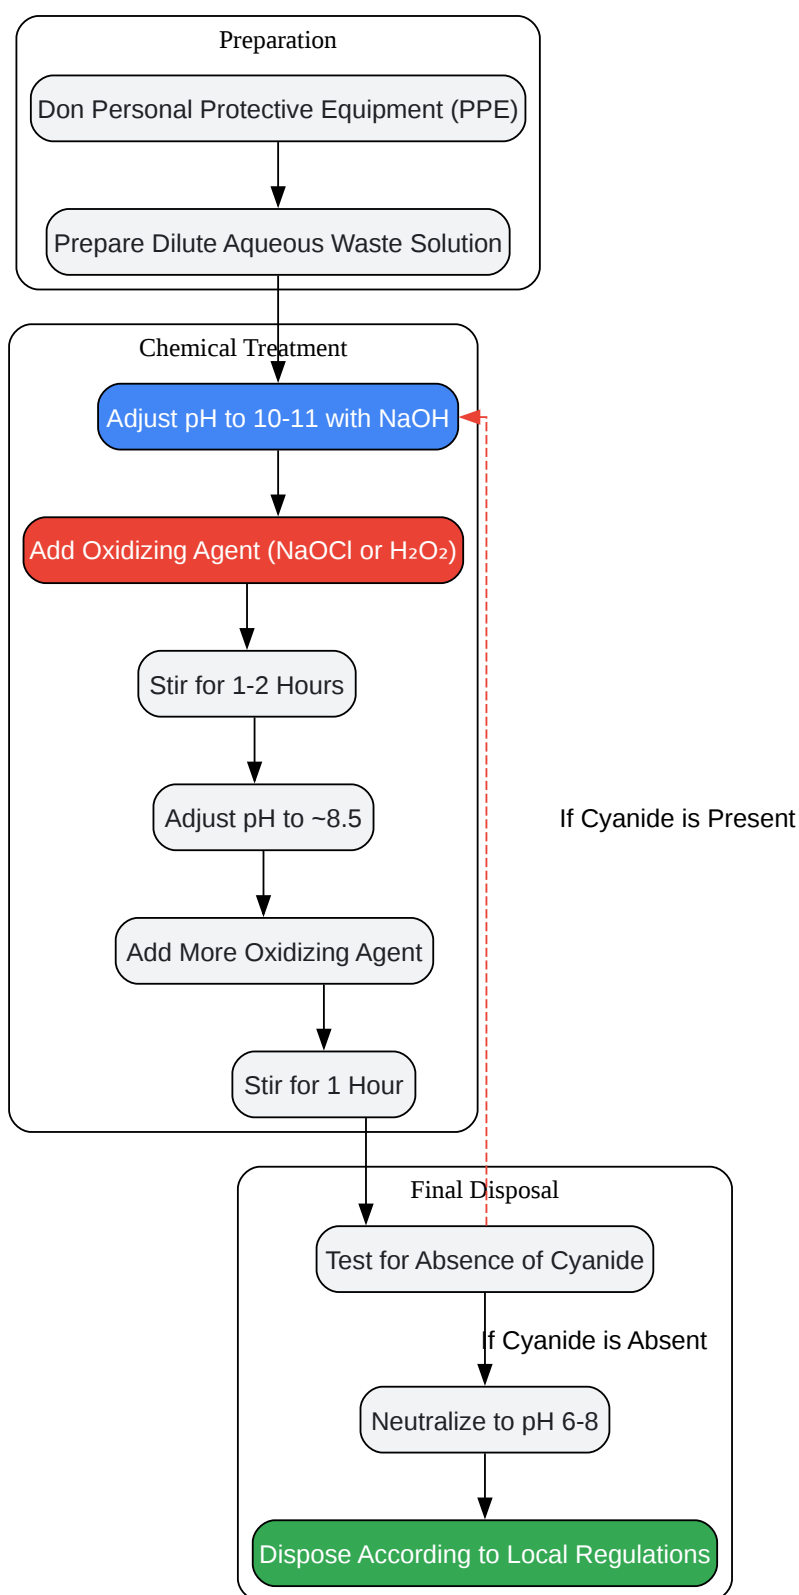 Preparation
Don Personal Protective Equipment (PPE)
Prepare Dilute Aqueous Waste Solution
Chemical Treatment
Adjust pH to 10-11 with NaOH
Add Oxidizing Agent (NaOCl or H₂O₂)
Stir for 1-2 Hours
Adjust pH to ~8.5
If Cyanide is Present
Add More Oxidizing Agent
Stir for 1 Hour
Final Disposal
Test for Absence of Cyanide
If Cyanide is Absent
Neutralize to pH 6-8
Dispose According to Local Regulations